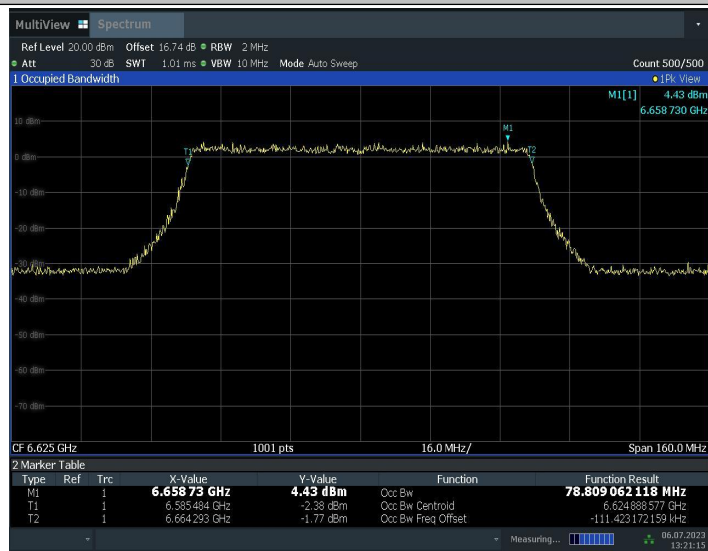 MultiView Spectrum
Ref Level 20.00 dBm Offset 16.74 dB RBW 2 MHz
Att 30 dB SWT 1.01 ms VBW 10 MHz Mode Auto Sweep Count 500/500
1 Occupied Bandwidth 1Pk View
M1[1] 4.43 dBm
6.658 730 GHz
10 dBm
M1
T1
T2
0 dBm
-10 dBm
-20 dBm
-30 dBm
-40 dBm
-50 dBm
-60 dBm
-70 dBm
CF 6.625 GHz 1001 pts 16.0 MHz/ Span 160.0 MHz
2 Marker Table
Type Ref Trc X-Value Y-Value Function Function Result
M1 1 6.658 73 GHz 4.43 dBm Occ Bw 78.809 062 118 MHz
T1 1 6.585 484 GHz -2.38 dBm Occ Bw Centroid 6.624 888 577 GHz
T2 1 6.664 293 GHz -1.77 dBm Occ Bw Freq Offset -111.423 172 159 kHz
Measuring... 06.07.2023
13:21:15